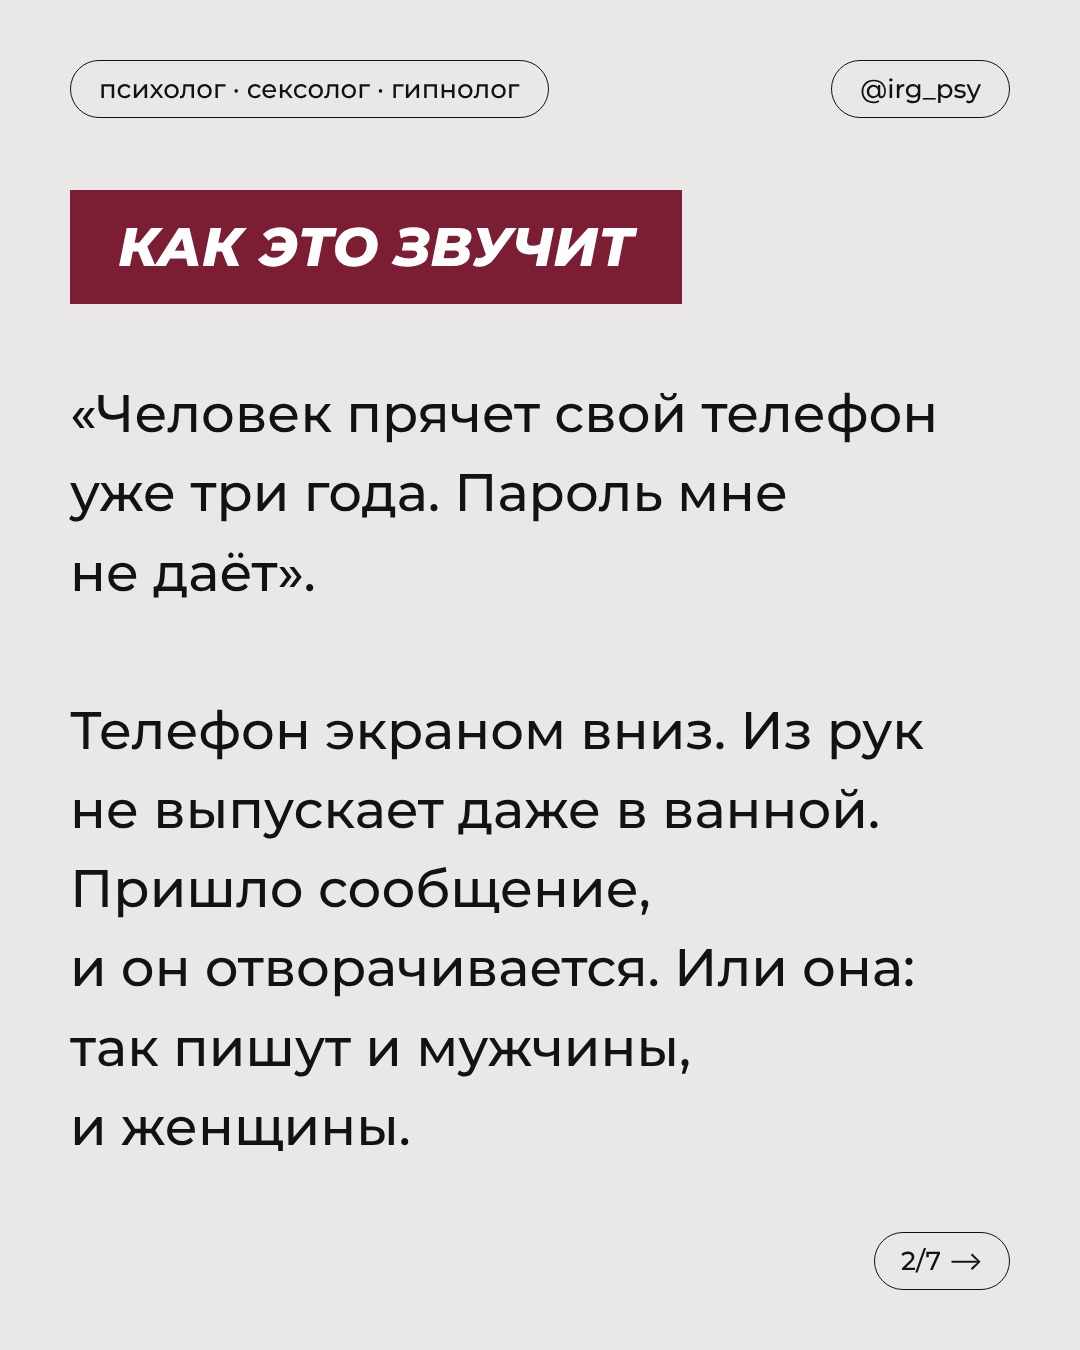 психолог · сексолог · гипнолог
@irg_psy
КАК ЭТО ЗВУЧИТ
«Человек прячет свой телефон
уже три года. Пароль мне
не даёт».
Телефон экраном вниз. Из рук
не выпускает даже в ванной.
Пришло сообщение,
и он отворачивается. Или она:
так пишут и мужчины,
и женщины.
2/7 →